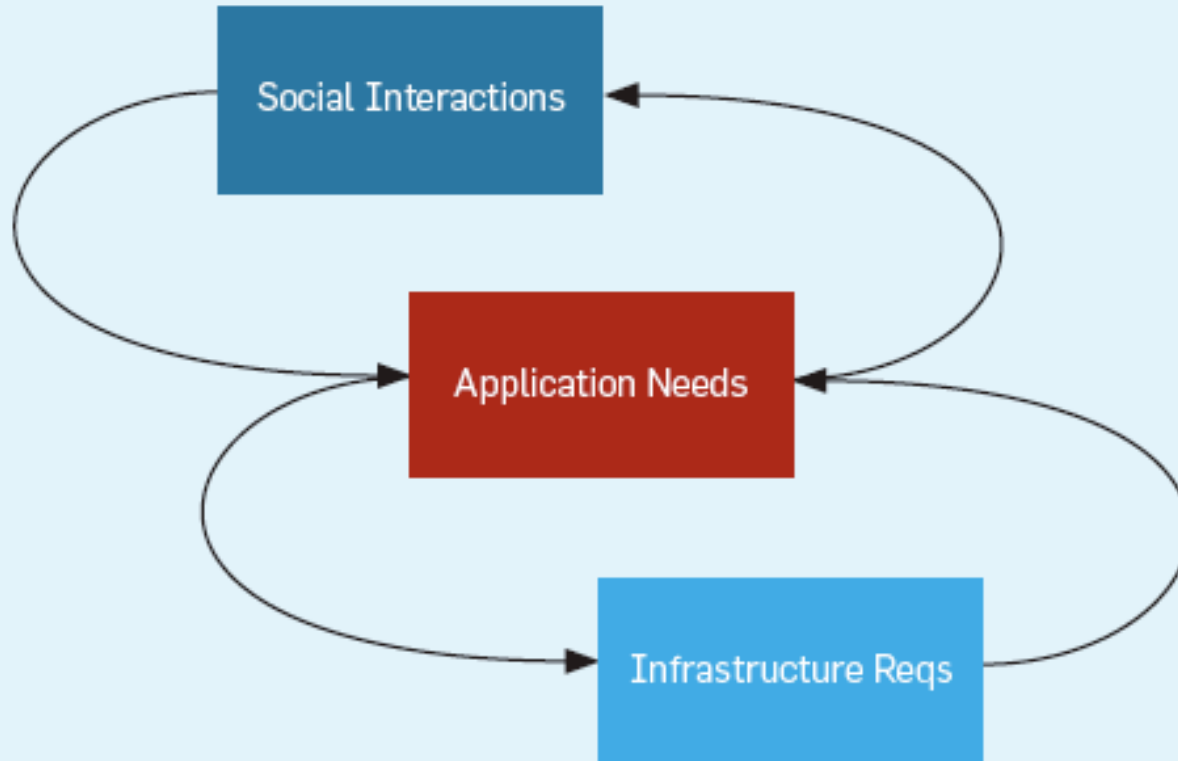 Social Interactions
Application Needs
Infrastructure Reqs